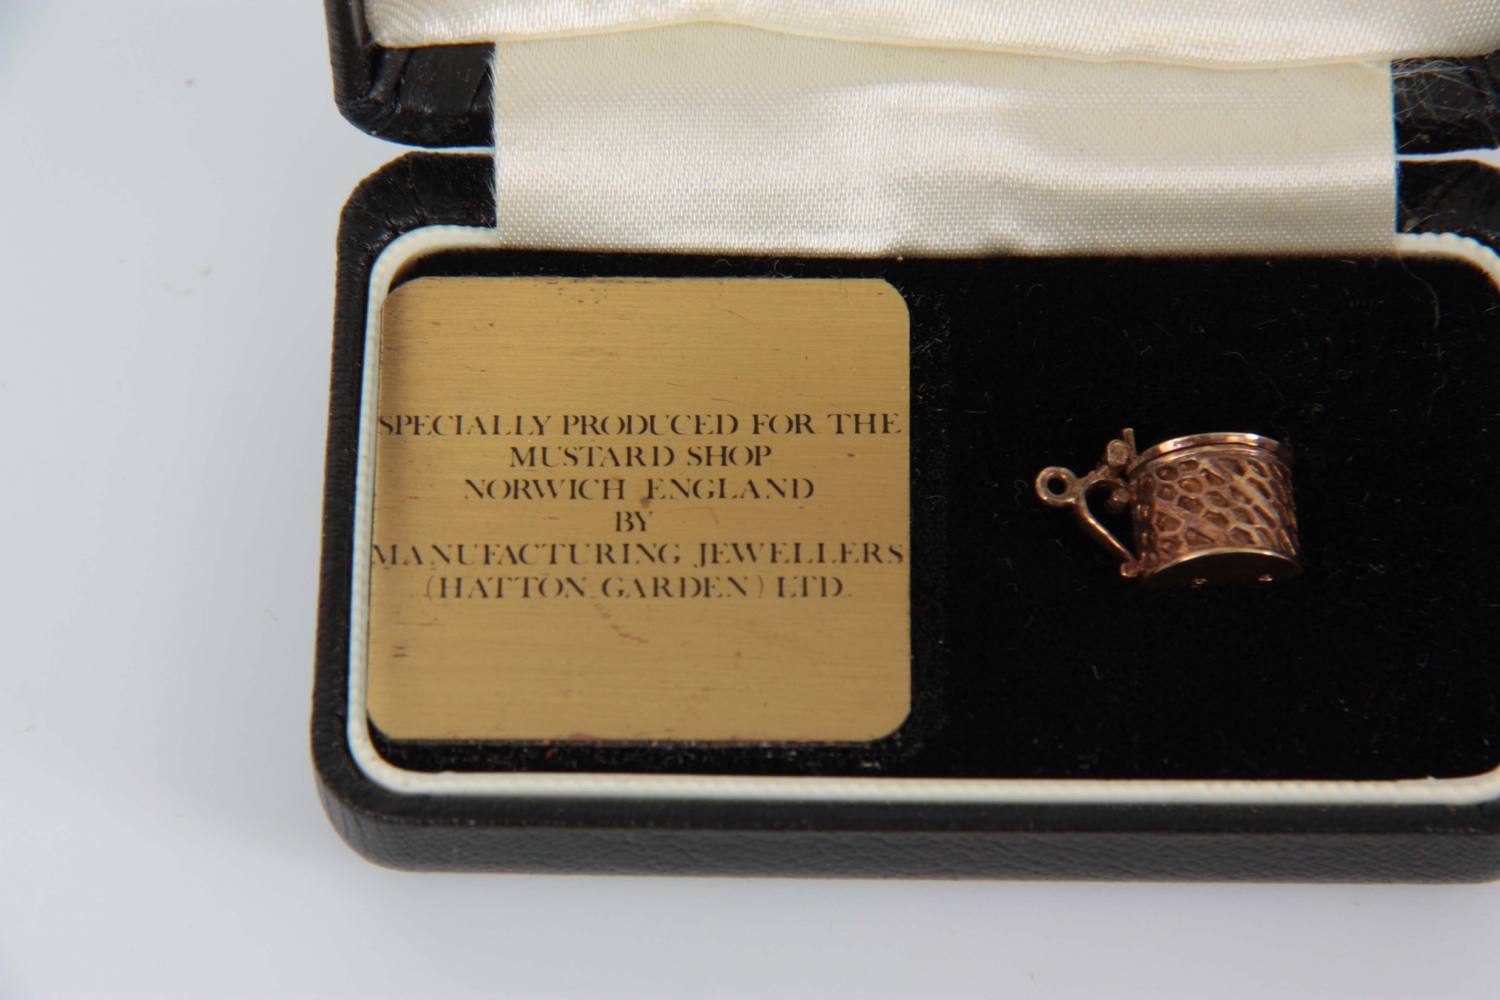 SPECIALLY PRODUCED FOR THE
MUSTARD SHOP
NORWICH ENGLAND
BY
MANUFACTURING JEWELLERS
(HATTON GARDEN) LTD.